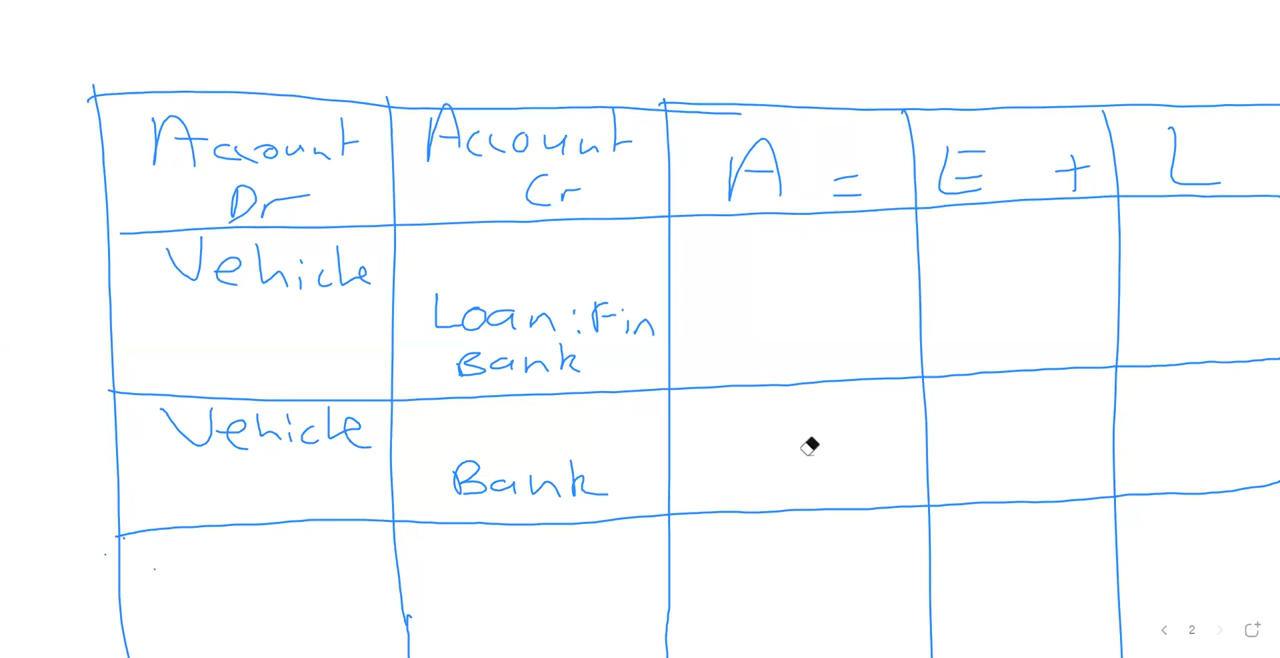 Account Dr
Account Cr
A = E + L
Vehicle
Loan: Fin
Bank
Vehicle
Bank
2